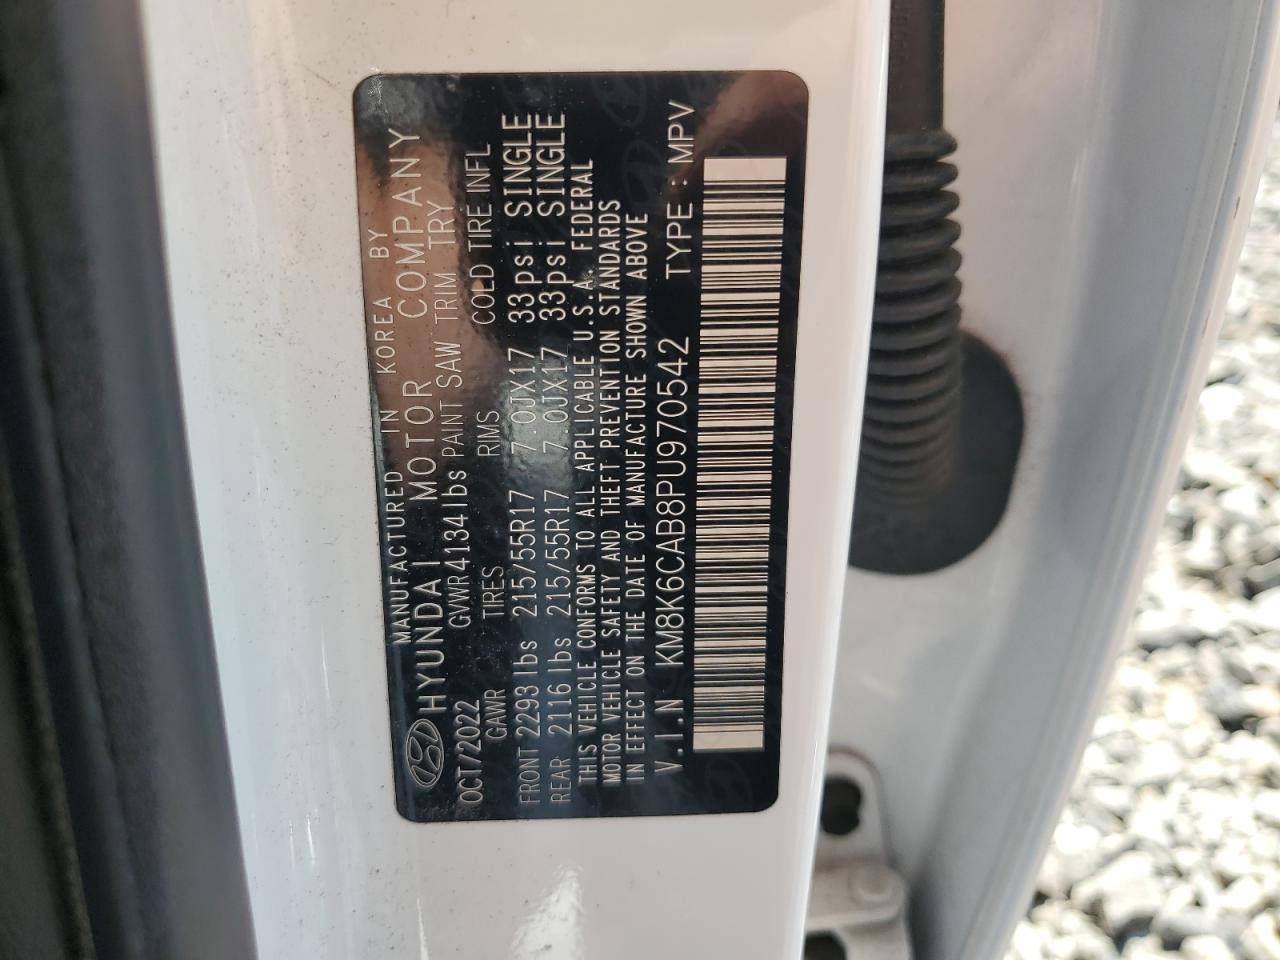 MANUFACTURED IN KOREA BY
HYUNDAI MOTOR COMPANY
OCT/2022 GVWR 4134lbs PAINT SAW TRIM TRY
GAWR TIRES RIMS COLD TIRE INFL
FRONT 2293lbs 215/55R17 7.0JX17 33psi SINGLE
REAR 2116lbs 215/55R17 7.0JX17 33psi SINGLE
THIS VEHICLE CONFORMS TO ALL APPLICABLE U.S.A. FEDERAL
MOTOR VEHICLE SAFETY AND THEFT PREVENTION STANDARDS
IN EFFECT ON THE DATE OF MANUFACTURE SHOWN ABOVE
V.I.N KM8K6CAB8PU970542 TYPE : MPV